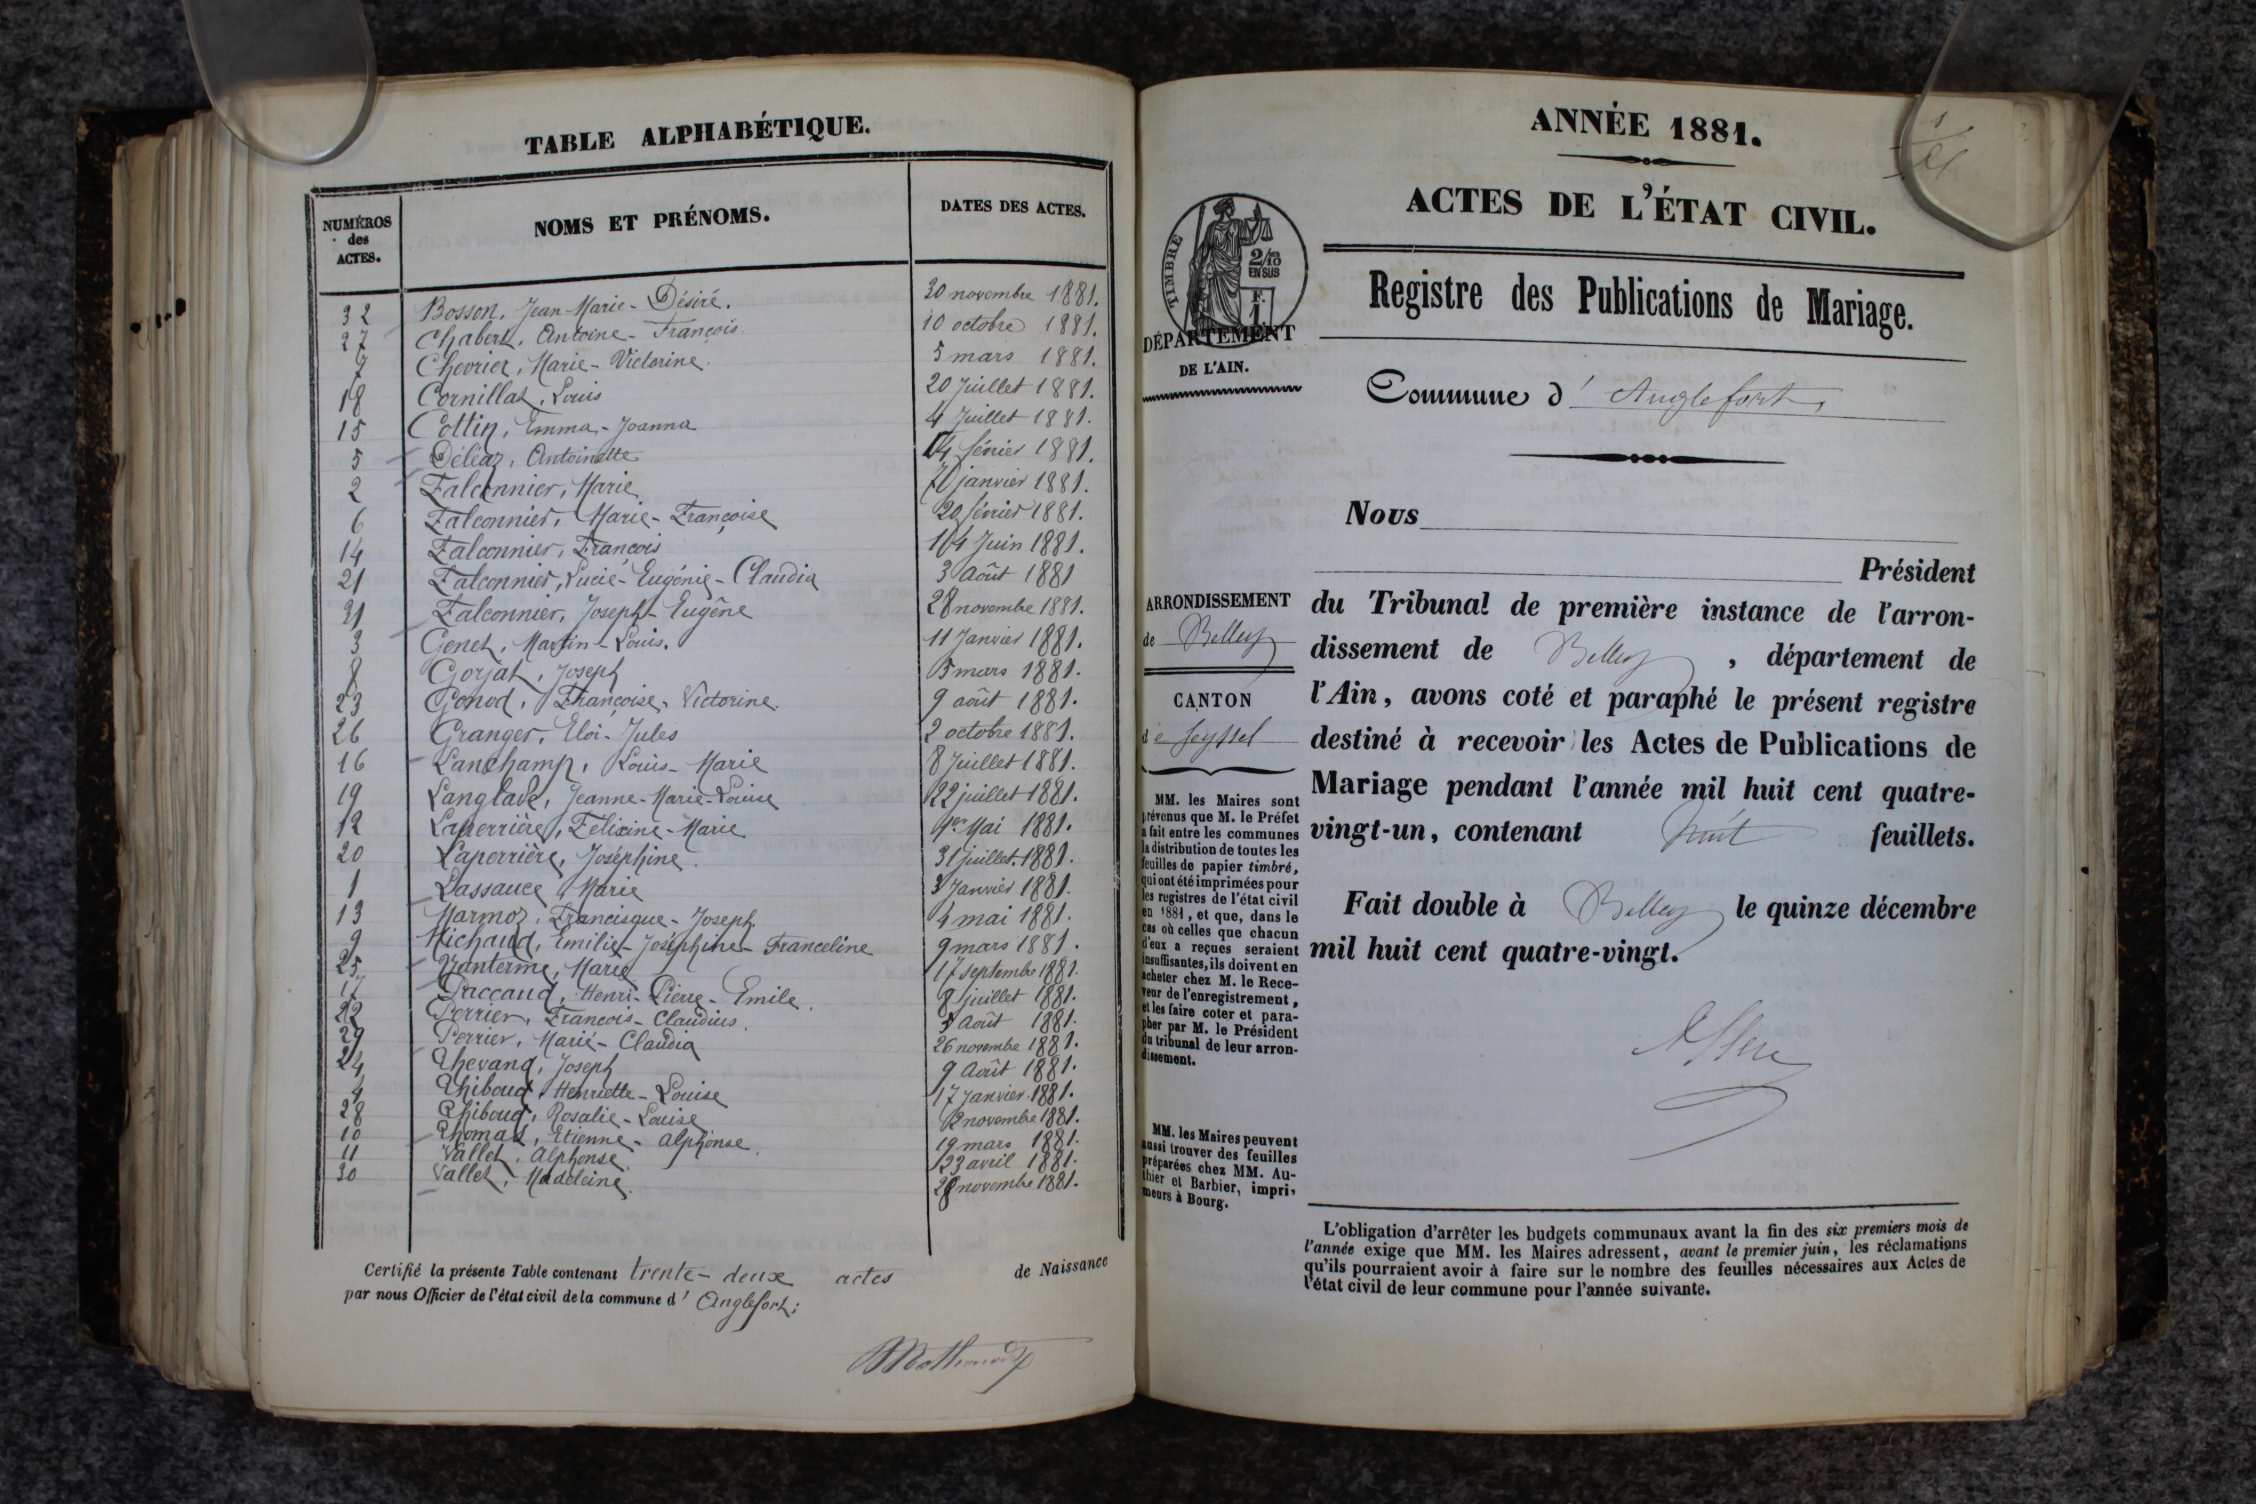 TABLE ALPHABÉTIQUE.
NUMÉROS des ACTES. NOMS ET PRÉNOMS. DATES DES ACTES.
32 Bosson, Jean-Marie-Désiré. 30 novembre 1881.
27 Chabert, Antoine-François. 10 octobre 1881.
7 Chevrier, Marie-Victorine. 5 mars 1881.
18 Cornillat, Louis 20 Juillet 1881.
15 Cottin, Emma-Joanna 4 Juillet 1881.
5 Déléaz, Antoinette 14 février 1881.
2 Falconnier, Marie janvier 1881.
6 Falconnier, Marie-Françoise 20 février 1881.
14 Falconnier, François 14 Juin 1881.
21 Falconnier, Lucie-Eugénie-Claudia 3 Août 1881
31 Falconnier, Joseph-Eugène 28 novembre 1881.
3 Genet, Martin-Louis. 11 Janvier 1881.
8 Gorjat, Joseph 5 mars 1881.
23 Gonod, Françoise-Victorine. 9 août 1881.
26 Granger, Eloi-Jules 2 octobre 1881.
16 Lanchamp, Louis-Marie 8 Juillet 1881.
19 Langlade, Jeanne-Marie-Louise 22 juillet 1881.
12 Laperrière, Felixine-Marie 1er Mai 1881.
20 Laperrière, Joséphine. 31 juillet 1881.
1 Lassauce, Marie 3 Janvier 1881.
13 Marmoz, Francisque-Joseph. 4 mai 1881.
9 Michaud, Emilie-Joséphine-Franceline 9 mars 1881.
25 Nanterme, Marie 17 septembre 1881.
17 Paccaud, Henri-Pierre-Emile. 8 juillet 1881.
22 Perrier, François-Claudius. 5 Août 1881.
29 Perrier, Marie-Claudia 26 novembre 1881.
24 Thevand, Joseph 9 Août 1881.
4 Thiboud, Henriette-Louise 17 Janvier 1881.
28 Thiboud, Rosalie-Louise 12 novembre 1881.
10 Thomas, Etienne-Alphonse. 19 mars 1881.
11 Vallet, Alphonse. 23 avril 1881.
30 Vallet, Madeleine. 28 novembre 1881.
Certifié la présente Table contenant trente-deux actes de Naissance
par nous Officier de l'état civil de la commune d' Anglefort;
ANNÉE 1881.
ACTES DE L'ÉTAT CIVIL.
TIMBRE
2/10
EN SUS
F.
1
DÉPARTEMENT
DE L'AIN.
Registre des Publications de Mariage.
Commune d' Anglefort,
Nous
Président
du Tribunal de première instance de l'arron-
dissement de Belley, département de
l'Ain, avons coté et paraphé le présent registre
destiné à recevoir les Actes de Publications de
Mariage pendant l'année mil huit cent quatre-
vingt-un, contenant huit feuillets.
Fait double à Belley le quinze décembre
mil huit cent quatre-vingt.
ARRONDISSEMENT
de Belley
CANTON
de Seyssel
MM. les Maires sont
prévenus que M. le Préfet
a fait entre les communes
la distribution de toutes les
feuilles de papier timbré,
qui ont été imprimées pour
les registres de l'état civil
en 1881, et que, dans le
cas où celles que chacun
d'eux a reçues seraient
insuffisantes, ils doivent en
acheter chez M. le Rece-
veur de l'enregistrement,
et les faire coter et para-
pher par M. le Président
du tribunal de leur arron-
dissement.
MM. les Maires peuvent
aussi trouver des feuilles
préparées chez MM. Au-
thier et Barbier, impri-
meurs à Bourg.
L'obligation d'arrêter les budgets communaux avant la fin des six premiers mois de
l'année exige que MM. les Maires adressent, avant le premier juin, les réclamations
qu'ils pourraient avoir à faire sur le nombre des feuilles nécessaires aux Actes de
l'état civil de leur commune pour l'année suivante.